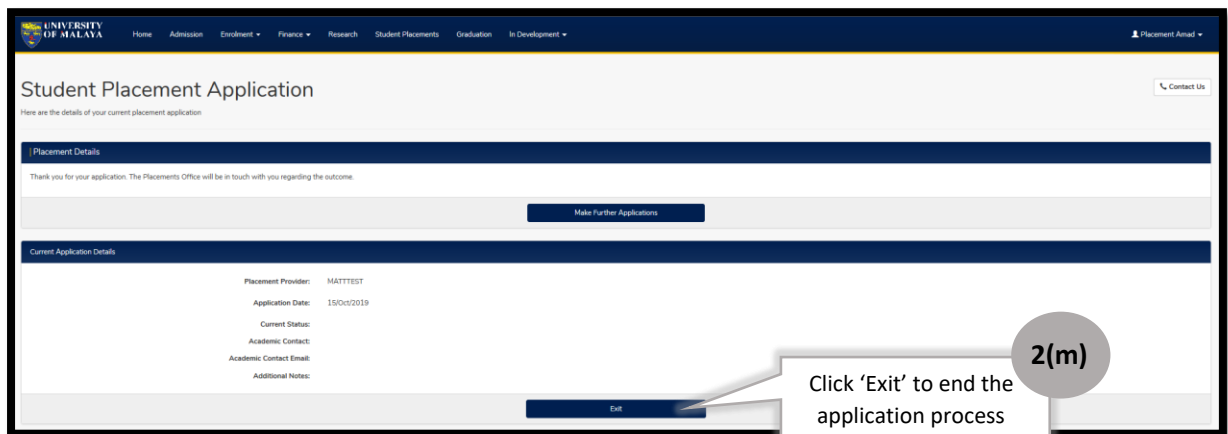 UNIVERSITY
OF MALAYA
Home Admission Enrolment Finance Research Student Placements Graduation In Development Placement Amad
Student Placement Application
Contact Us
Here are the details of your current placement application
Placement Details
Thank you for your application. The Placements Office will be in touch with you regarding the outcome.
Make Further Applications
Current Application Details
Placement Provider: MATTTEST
Application Date: 15/Oct/2019
Current Status:
Academic Contact:
Academic Contact Email:
Additional Notes:
Exit
2(m)
Click ‘Exit’ to end the
application process